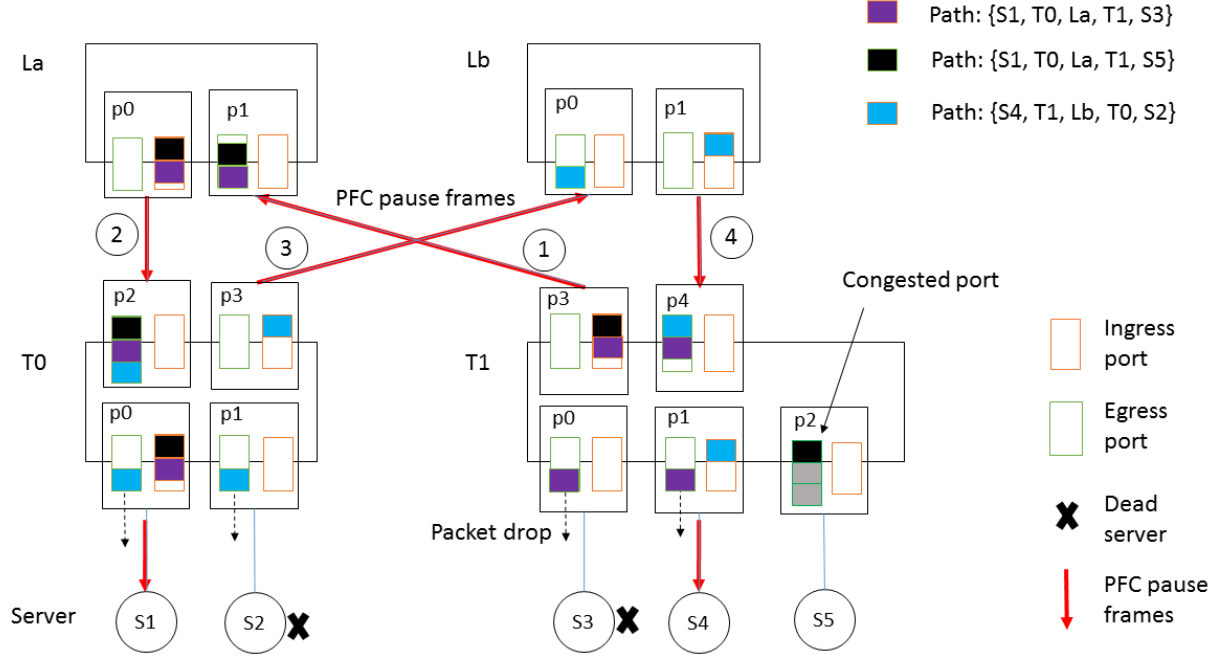 Path: {S1, T0, La, T1, S3}
Path: {S1, T0, La, T1, S5}
Path: {S4, T1, Lb, T0, S2}
La
p0
p1
Lb
p0
p1
PFC pause frames
2
3
1
4
Congested port
p2
p3
p3
p4
T0
T1
p0
p1
p0
p1
p2
Packet drop
Server
S1
S2
S3
S4
S5
Ingress
port
Egress
port
Dead
server
PFC pause
frames